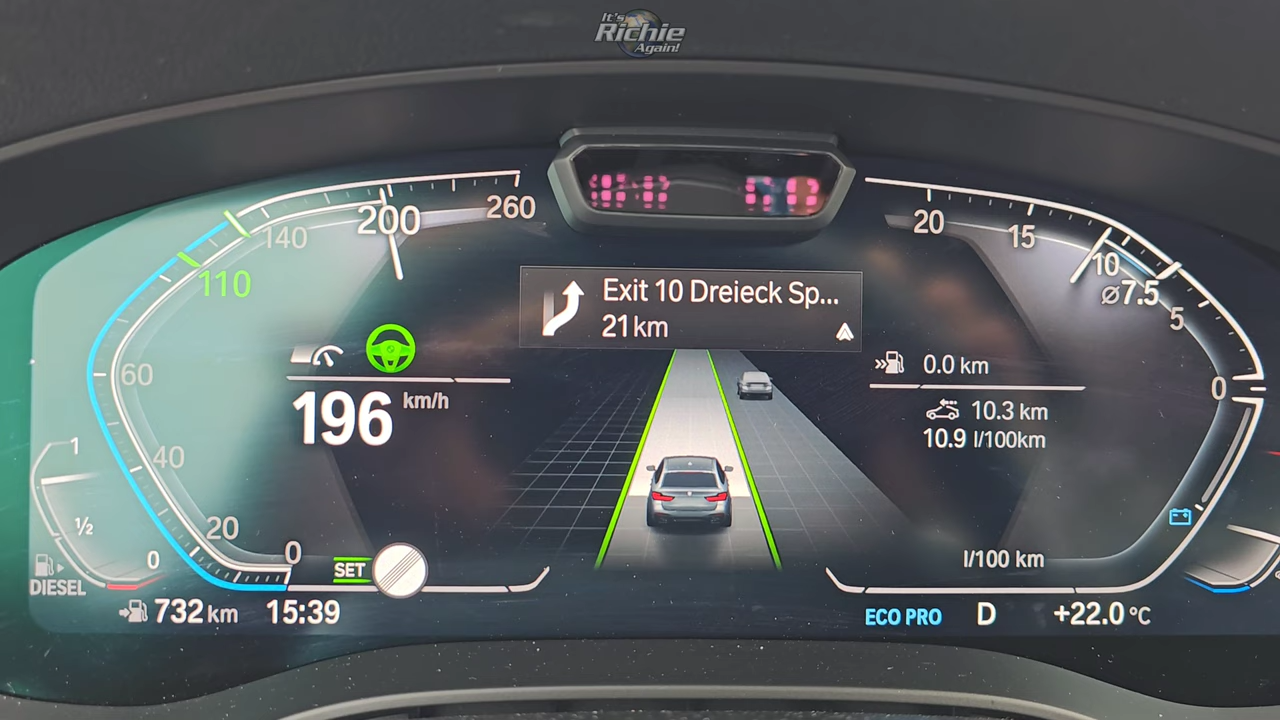 It's
Richie
Again!
260
200
140
110
60
40
20
0
1
1/2
0
DIESEL
732 km
15:39
196 km/h
SET
Exit 10 Dreieck Sp...
21 km
20
15
10
Ø7.5
5
0
0.0 km
10.3 km
10.9 l/100km
l/100 km
ECO PRO
D
+22.0 °C